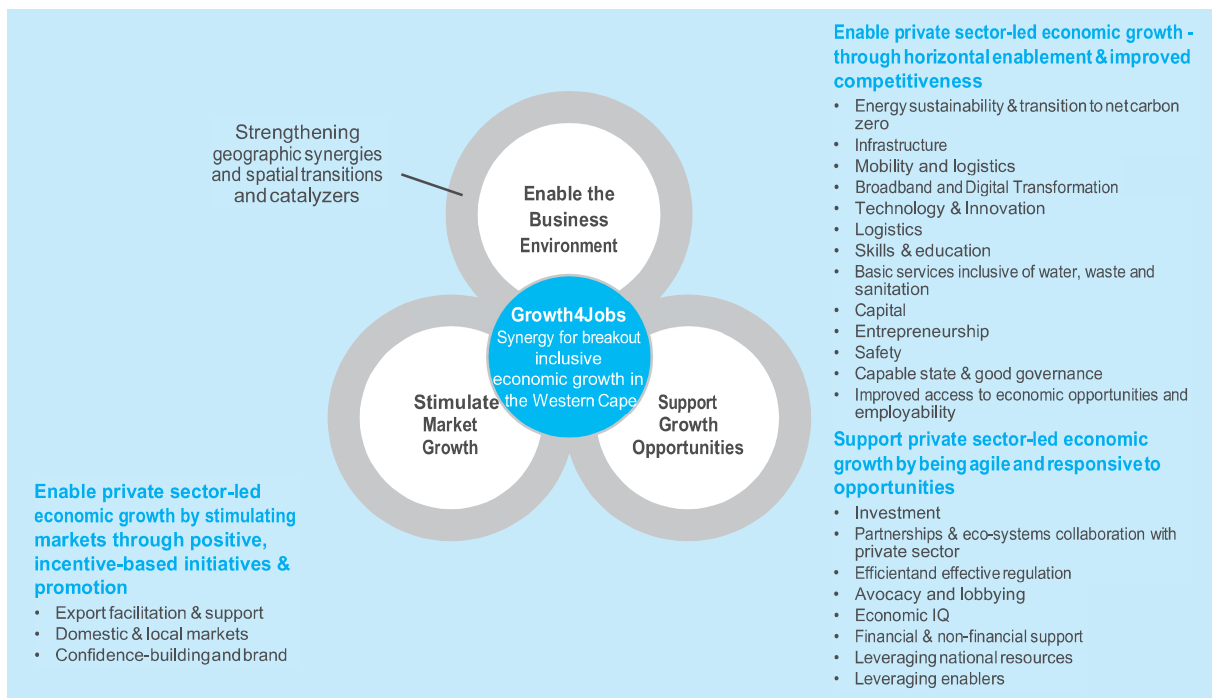 Strengthening
geographic synergies
and spatial transitions
and catalyzers
Enable the
Business
Environment
Growth4Jobs
Synergy for breakout
inclusive
economic growth in
the Western Cape
Stimulate
Market
Growth
Support
Growth
Opportunities
Enable private sector-led
economic growth by stimulating
markets through positive,
incentive-based initiatives &
promotion
• Export facilitation & support
• Domestic & local markets
• Confidence-building and brand
Enable private sector-led economic growth -
through horizontal enablement & improved
competitiveness
• Energy sustainability & transition to net carbon
zero
• Infrastructure
• Mobility and logistics
• Broadband and Digital Transformation
• Technology & Innovation
• Logistics
• Skills & education
• Basic services inclusive of water, waste and
sanitation
• Capital
• Entrepreneurship
• Safety
• Capable state & good governance
• Improved access to economic opportunities and
employability
Support private sector-led economic
growth by being agile and responsive to
opportunities
• Investment
• Partnerships & eco-systems collaboration with
private sector
• Efficientand effective regulation
• Avocacy and lobbying
• Economic IQ
• Financial & non-financial support
• Leveraging national resources
• Leveraging enablers